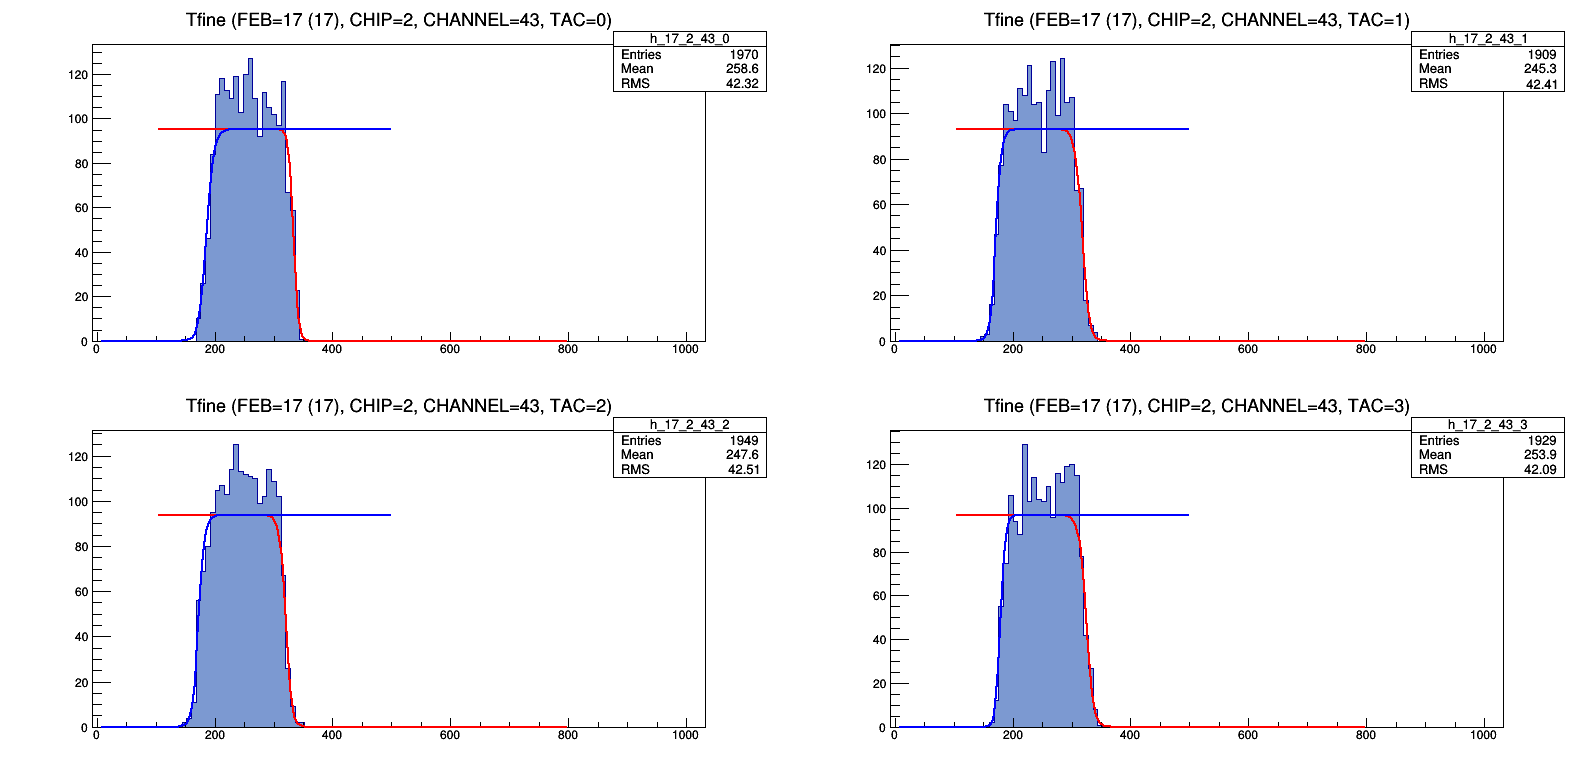 Tfine (FEB=17 (17), CHIP=2, CHANNEL=43, TAC=0)
h_17_2_43_0
Entries 1970
Mean 258.6
RMS 42.32
120
100
80
60
40
20
0
0 200 400 600 800 1000
Tfine (FEB=17 (17), CHIP=2, CHANNEL=43, TAC=1)
h_17_2_43_1
Entries 1909
Mean 245.3
RMS 42.41
120
100
80
60
40
20
0
0 200 400 600 800 1000
Tfine (FEB=17 (17), CHIP=2, CHANNEL=43, TAC=2)
h_17_2_43_2
Entries 1949
Mean 247.6
RMS 42.51
120
100
80
60
40
20
0
0 200 400 600 800 1000
Tfine (FEB=17 (17), CHIP=2, CHANNEL=43, TAC=3)
h_17_2_43_3
Entries 1929
Mean 253.9
RMS 42.09
120
100
80
60
40
20
0
0 200 400 600 800 1000